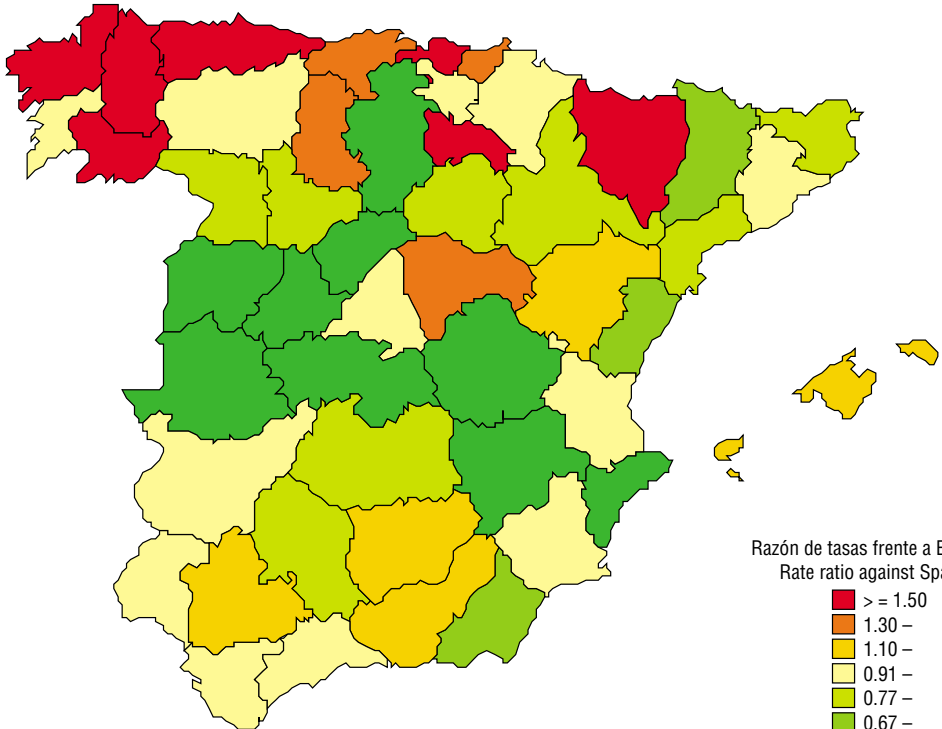 Razón de tasas frente a
Rate ratio against
> = 1.50
1.30 –
1.10 –
0.91 –
0.77 –
0.67 –